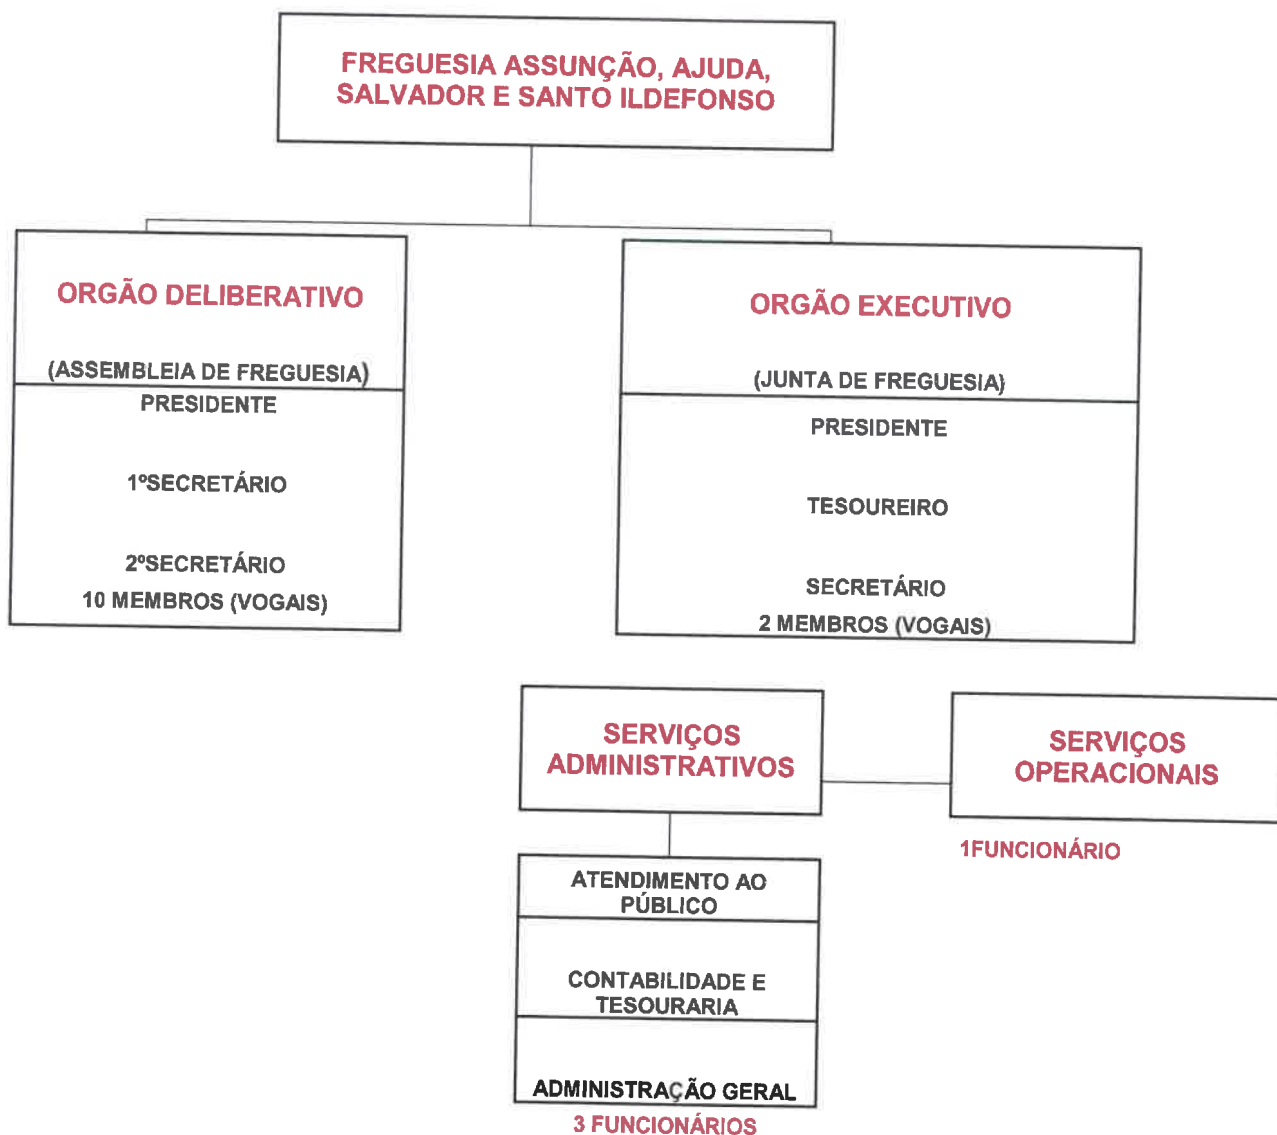 FREGUESIA ASSUNÇÃO, AJUDA,
SALVADOR E SANTO ILDEFONSO
ORGÃO DELIBERATIVO
(ASSEMBLEIA DE FREGUESIA)
PRESIDENTE
1ºSECRETÁRIO
2ºSECRETÁRIO
10 MEMBROS (VOGAIS)
ORGÃO EXECUTIVO
(JUNTA DE FREGUESIA)
PRESIDENTE
TESOUREIRO
SECRETÁRIO
2 MEMBROS (VOGAIS)
SERVIÇOS
ADMINISTRATIVOS
ATENDIMENTO AO
PÚBLICO
CONTABILIDADE E
TESOURARIA
ADMINISTRAÇÃO GERAL
3 FUNCIONÁRIOS
SERVIÇOS
OPERACIONAIS
1FUNCIONÁRIO